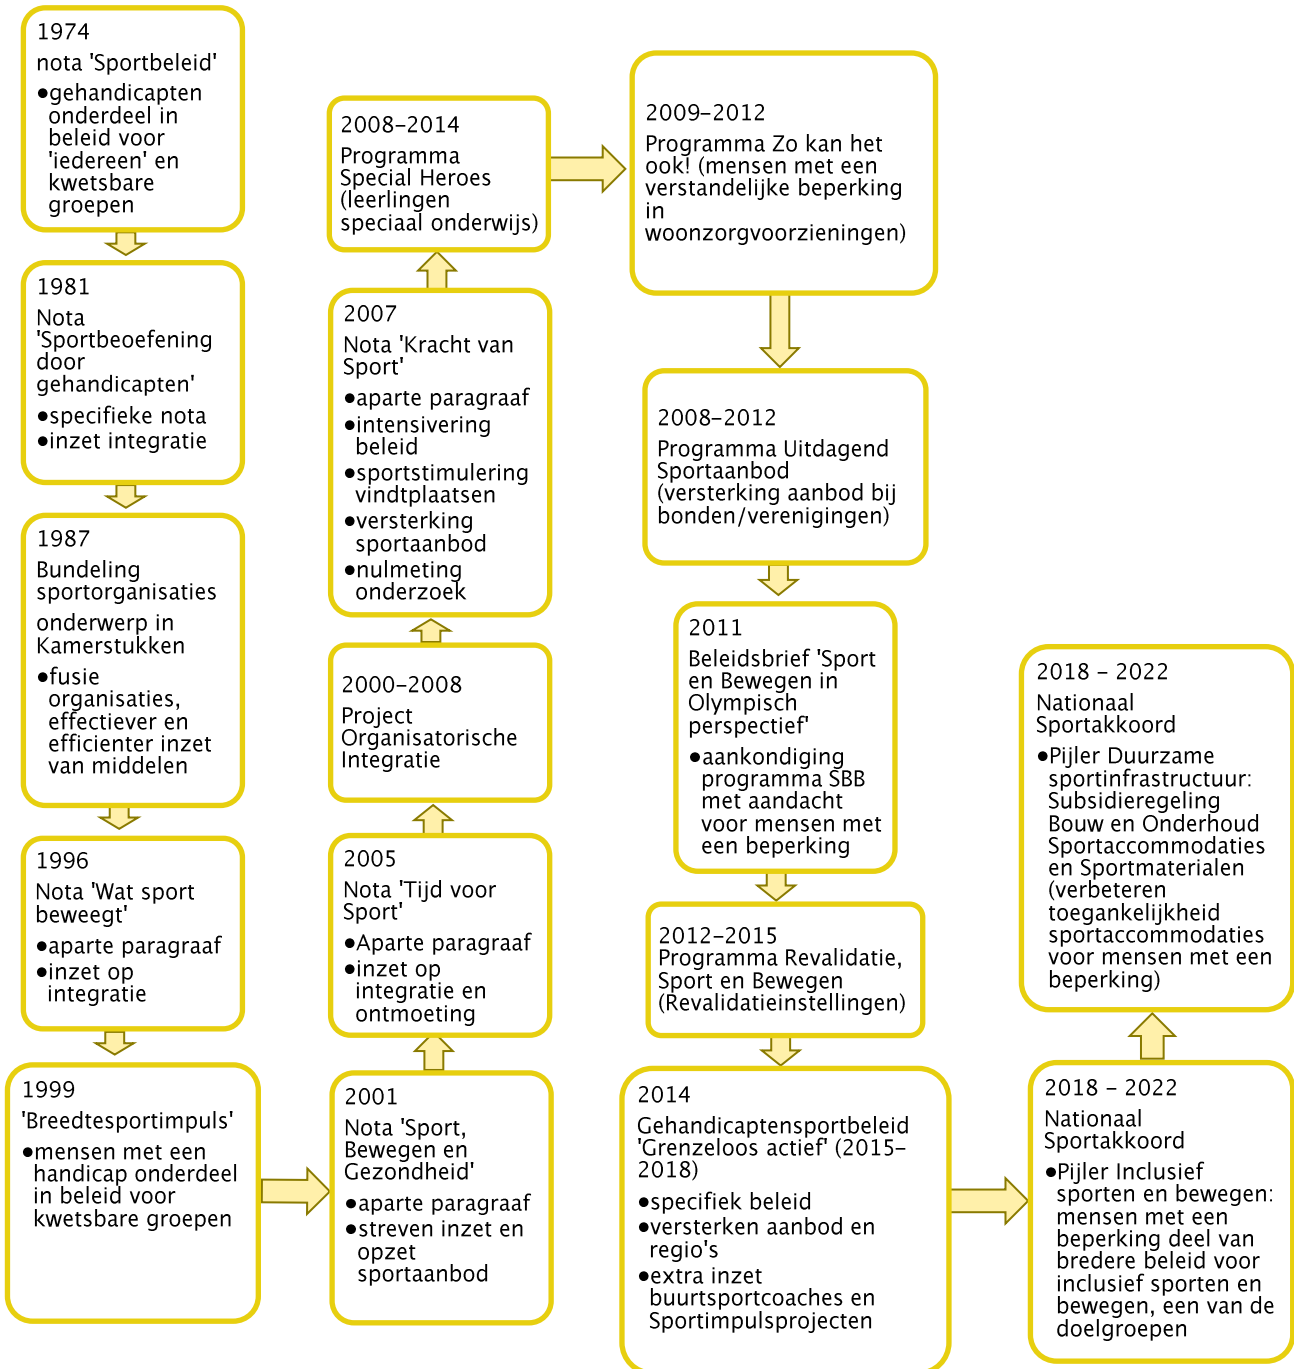 1974
nota 'Sportbeleid'
●gehandicapten
onderdeel in
beleid voor
'iedereen' en
kwetsbare
groepen
1981
Nota
'Sportbeoefening
door
gehandicapten'
●specifieke nota
●inzet integratie
1987
Bundeling
sportorganisaties
onderwerp in
Kamerstukken
●fusie
organisaties,
effectiever en
efficienter inzet
van middelen
1996
Nota 'Wat sport
beweegt'
●aparte paragraaf
●inzet op
integratie
1999
'Breedtesportimpuls'
●mensen met een
handicap onderdeel
in beleid voor
kwetsbare groepen
2001
Nota 'Sport,
Bewegen en
Gezondheid'
●aparte paragraaf
●streven inzet en
opzet
sportaanbod
2005
Nota 'Tijd voor
Sport'
●Aparte paragraaf
●inzet op
integratie en
ontmoeting
2000–2008
Project
Organisatorische
Integratie
2007
Nota 'Kracht van
Sport'
●aparte paragraaf
●intensivering
beleid
●sportstimulering
vindtplaatsen
●versterking
sportaanbod
●nulmeting
onderzoek
2008–2014
Programma
Special Heroes
(leerlingen
speciaal onderwijs)
2009–2012
Programma Zo kan het
ook! (mensen met een
verstandelijke beperking
in
woonzorgvoorzieningen)
2008–2012
Programma Uitdagend
Sportaanbod
(versterking aanbod bij
bonden/verenigingen)
2011
Beleidsbrief 'Sport
en Bewegen in
Olympisch
perspectief'
●aankondiging
programma SBB
met aandacht
voor mensen met
een beperking
2012–2015
Programma Revalidatie,
Sport en Bewegen
(Revalidatieinstellingen)
2014
Gehandicaptensportbeleid
'Grenzeloos actief' (2015–
2018)
●specifiek beleid
●versterken aanbod en
regio's
●extra inzet
buurtsportcoaches en
Sportimpulsprojecten
2018 – 2022
Nationaal
Sportakkoord
●Pijler Inclusief
sporten en bewegen:
mensen met een
beperking deel van
bredere beleid voor
inclusief sporten en
bewegen, een van de
doelgroepen
2018 – 2022
Nationaal
Sportakkoord
●Pijler Duurzame
sportinfrastructuur:
Subsidieregeling
Bouw en Onderhoud
Sportaccommodaties
en Sportmaterialen
(verbeteren
toegankelijkheid
sportaccommodaties
voor mensen met een
beperking)